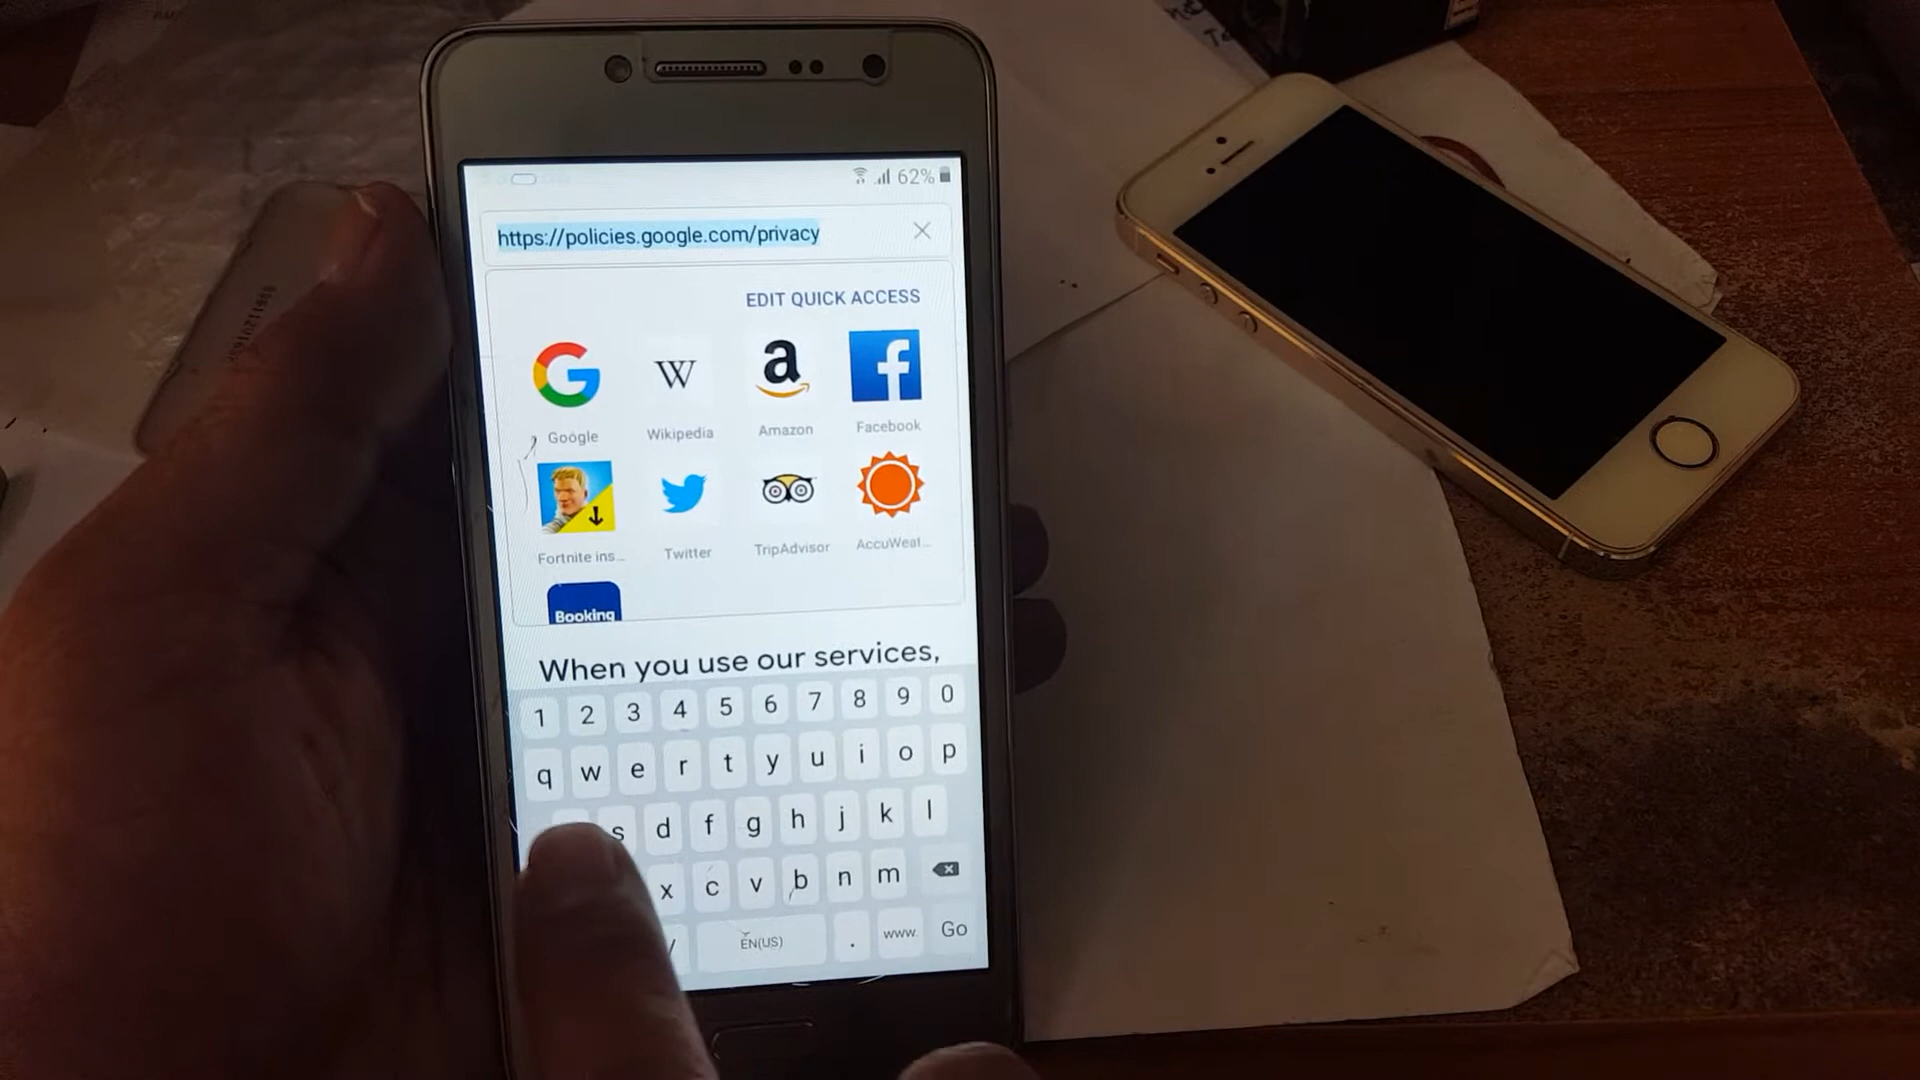 62%
https://policies.google.com/privacy
EDIT QUICK ACCESS
G W a f
Google Wikipedia Amazon Facebook
Fortnite ins... Twitter TripAdvisor AccuWeat...
Booking
When you use our services,
1 2 3 4 5 6 7 8 9 0
q w e r t y u i o p
s d f g h j k l
x c v b n m
/ EN(US) . www. Go